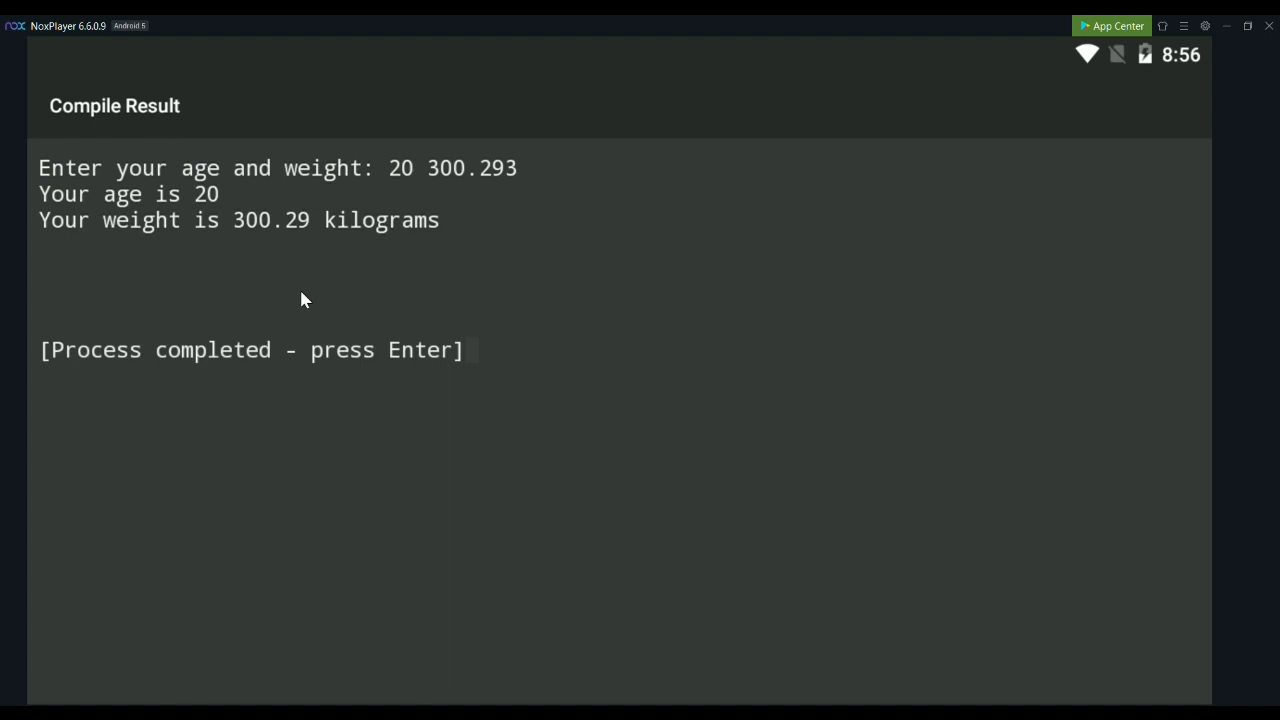 nox NoxPlayer 6.6.0.9 Android 5
App Center
8:56
Compile Result
Enter your age and weight: 20 300.293
Your age is 20
Your weight is 300.29 kilograms
[Process completed - press Enter]